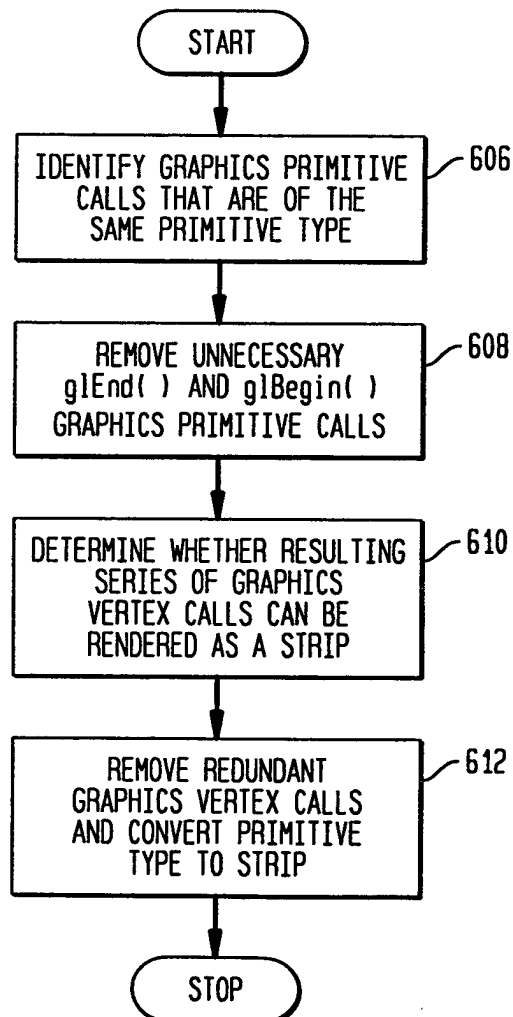 START
IDENTIFY GRAPHICS PRIMITIVE
CALLS THAT ARE OF THE
SAME PRIMITIVE TYPE
606
REMOVE UNNECESSARY
glEnd( ) AND glBegin( )
GRAPHICS PRIMITIVE CALLS
608
DETERMINE WHETHER RESULTING
SERIES OF GRAPHICS
VERTEX CALLS CAN BE
RENDERED AS A STRIP
610
REMOVE REDUNDANT
GRAPHICS VERTEX CALLS
AND CONVERT PRIMITIVE
TYPE TO STRIP
612
STOP